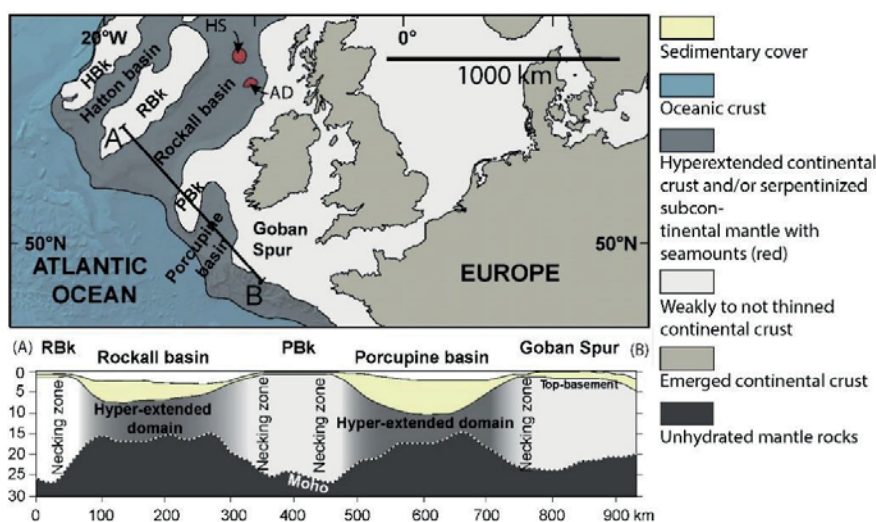 20°W
HS
0°
1000 km
HBk
Hatton basin
RBk
Rockall basin
AD
A
PBk
Porcupine
basin
Goban
Spur
50°N
50°N
ATLANTIC
OCEAN
B
EUROPE
Sedimentary cover
Oceanic crust
Hyperextended continental
crust and/or serpentinized
subcon-
tinental mantle with
seamounts (red)
Weakly to not thinned
continental crust
Emerged continental crust
Unhydrated mantle rocks
(A) RBk Rockall basin PBk Porcupine basin Goban Spur (B)
0
5
10
15
20
25
30
Necking zone
Hyper-extended
domain
Necking zone
Necking zone
Hyper-extended domain
Necking zone
Top-basement
Moho
0 100 200 300 400 500 600 700 800 900 km